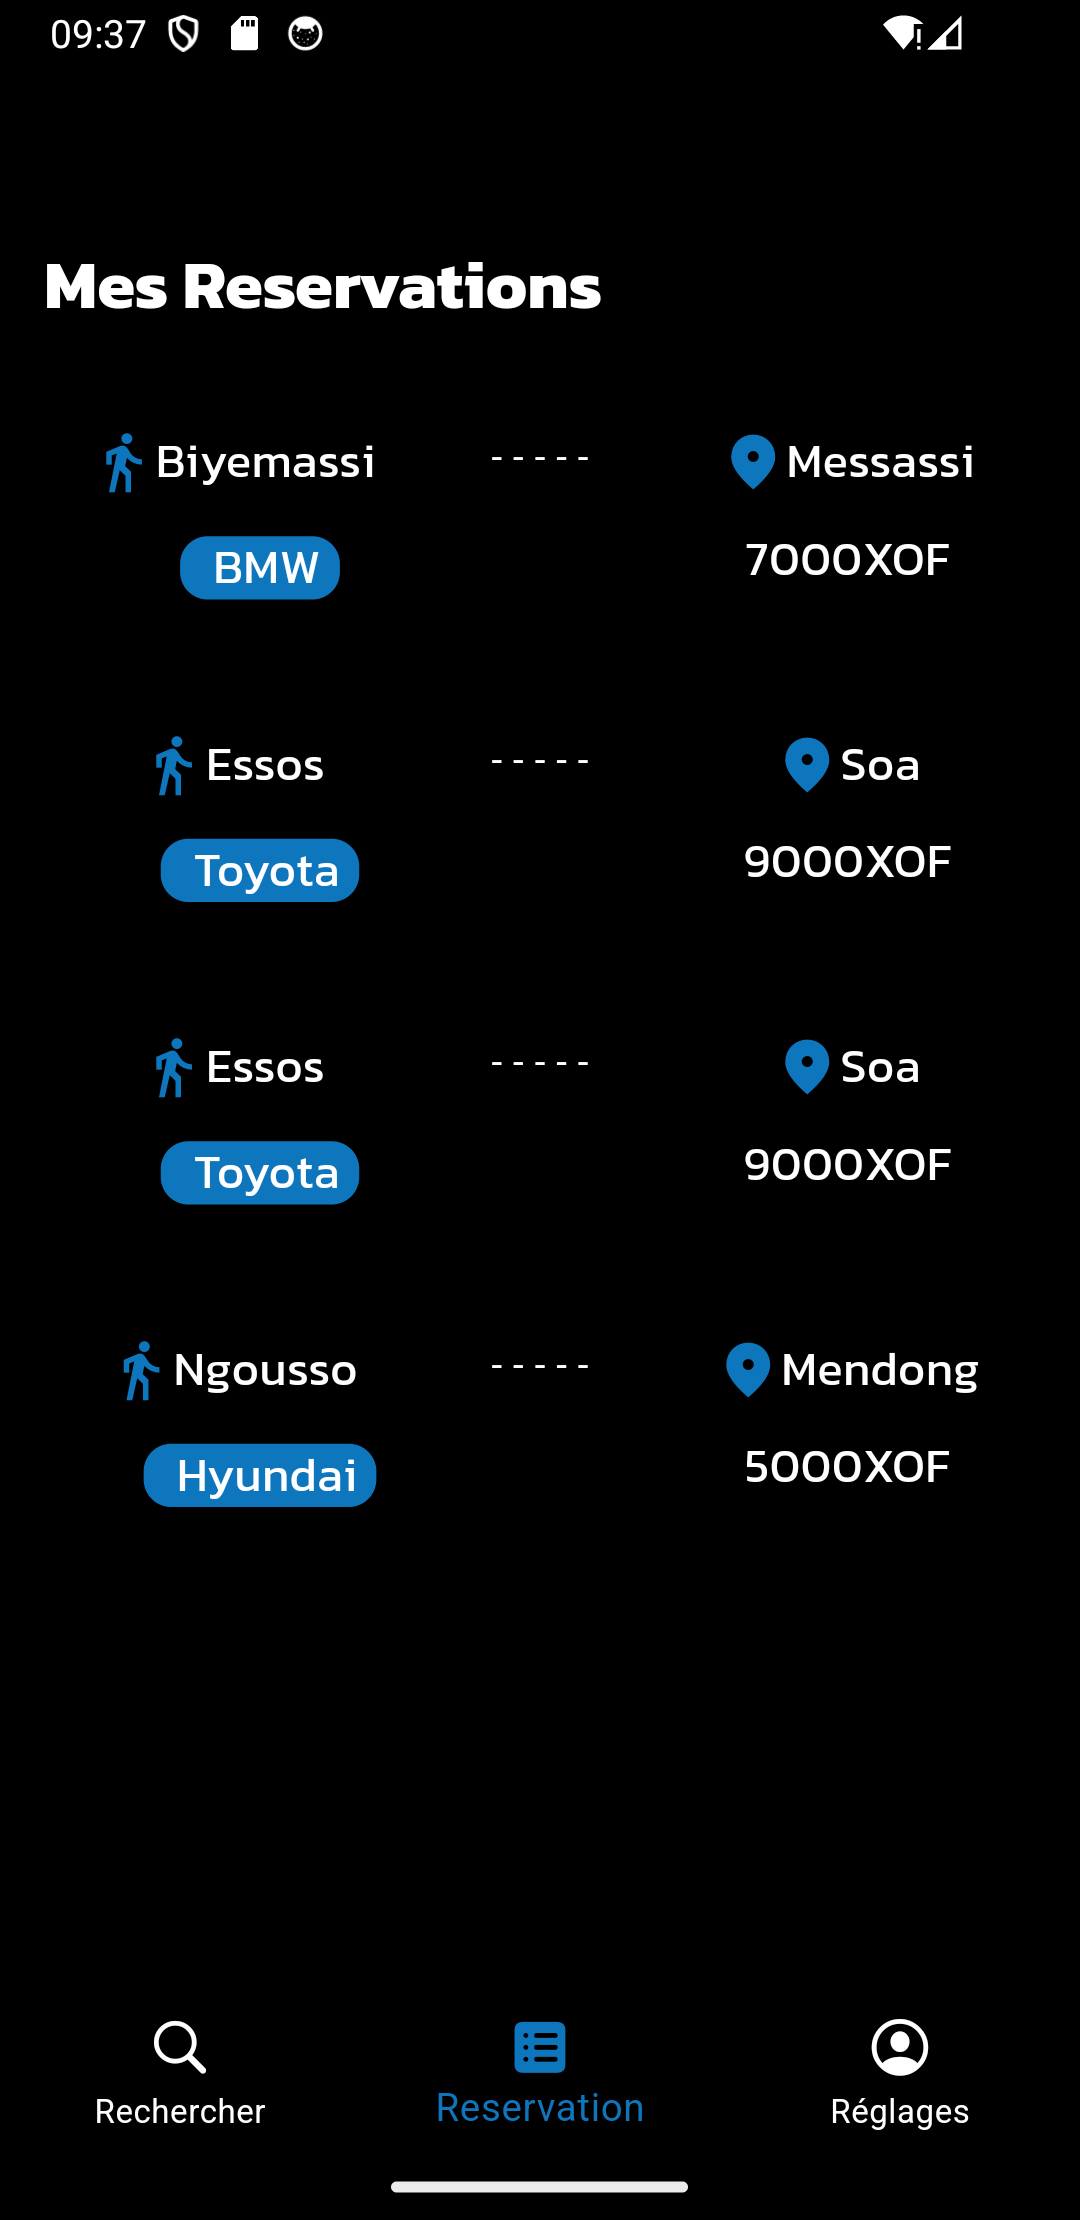 09:37
Mes Reservations
Biyemassi ----- Messassi
BMW 7000XOF
Essos ----- Soa
Toyota 9000XOF
Essos ----- Soa
Toyota 9000XOF
Ngousso ----- Mendong
Hyundai 5000XOF
Rechercher Reservation Réglages